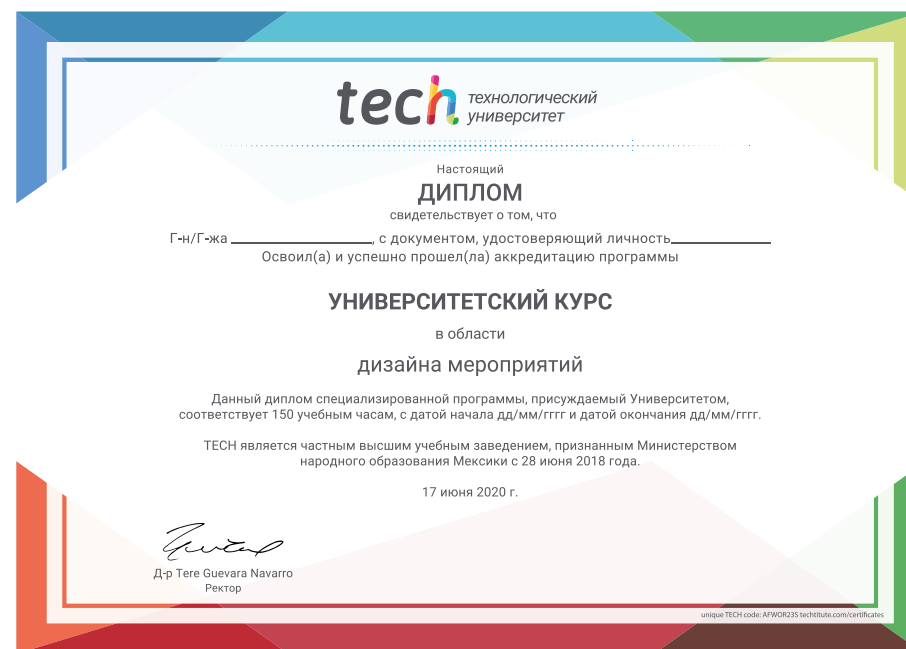 tech технологический
университет
Настоящий
ДИПЛОМ
свидетельствует о том, что
Г-н/Г-жа ____________________, с документом, удостоверяющий личность______________
Освоил(а) и успешно прошел(ла) аккредитацию программы
УНИВЕРСИТЕТСКИЙ КУРС
в области
дизайна мероприятий
Данный диплом специализированной программы, присуждаемый Университетом,
соответствует 150 учебным часам, с датой начала дд/мм/гггг и датой окончания дд/мм/гггг.
TECH является частным высшим учебным заведением, признанным Министерством
народного образования Мексики с 28 июня 2018 года.
17 июня 2020 г.
Д-р Tere Guevara Navarro
Ректор
unique TECH code: AFWOR23S techtitute.com/certificates